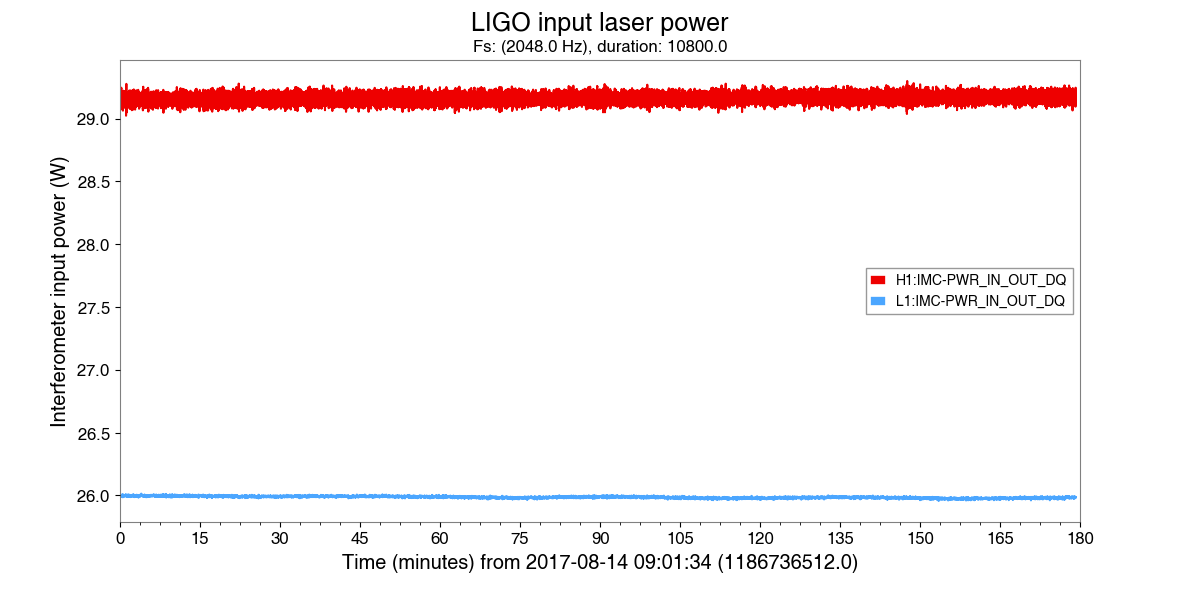 LIGO input laser power
Fs: (2048.0 Hz), duration: 10800.0
Interferometer input power (W)
29.0
28.5
28.0
27.5
27.0
26.5
26.0
H1:IMC-PWR_IN_OUT_DQ
L1:IMC-PWR_IN_OUT_DQ
0 15 30 45 60 75 90 105 120 135 150 165 180
Time (minutes) from 2017-08-14 09:01:34 (1186736512.0)